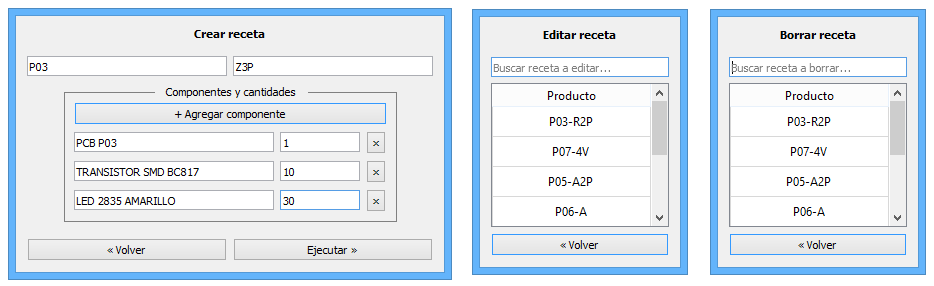 Crear receta
P03 Z3P
Componentes y cantidades
+ Agregar componente
PCB P03 1 ×
TRANSISTOR SMD BC817 10 ×
LED 2835 AMARILLO 30 ×
« Volver Ejecutar »
Editar receta
Buscar receta a editar...
Producto
P03-R2P
P07-4V
P05-A2P
P06-A
« Volver
Borrar receta
Buscar receta a borrar...
Producto
P03-R2P
P07-4V
P05-A2P
P06-A
« Volver